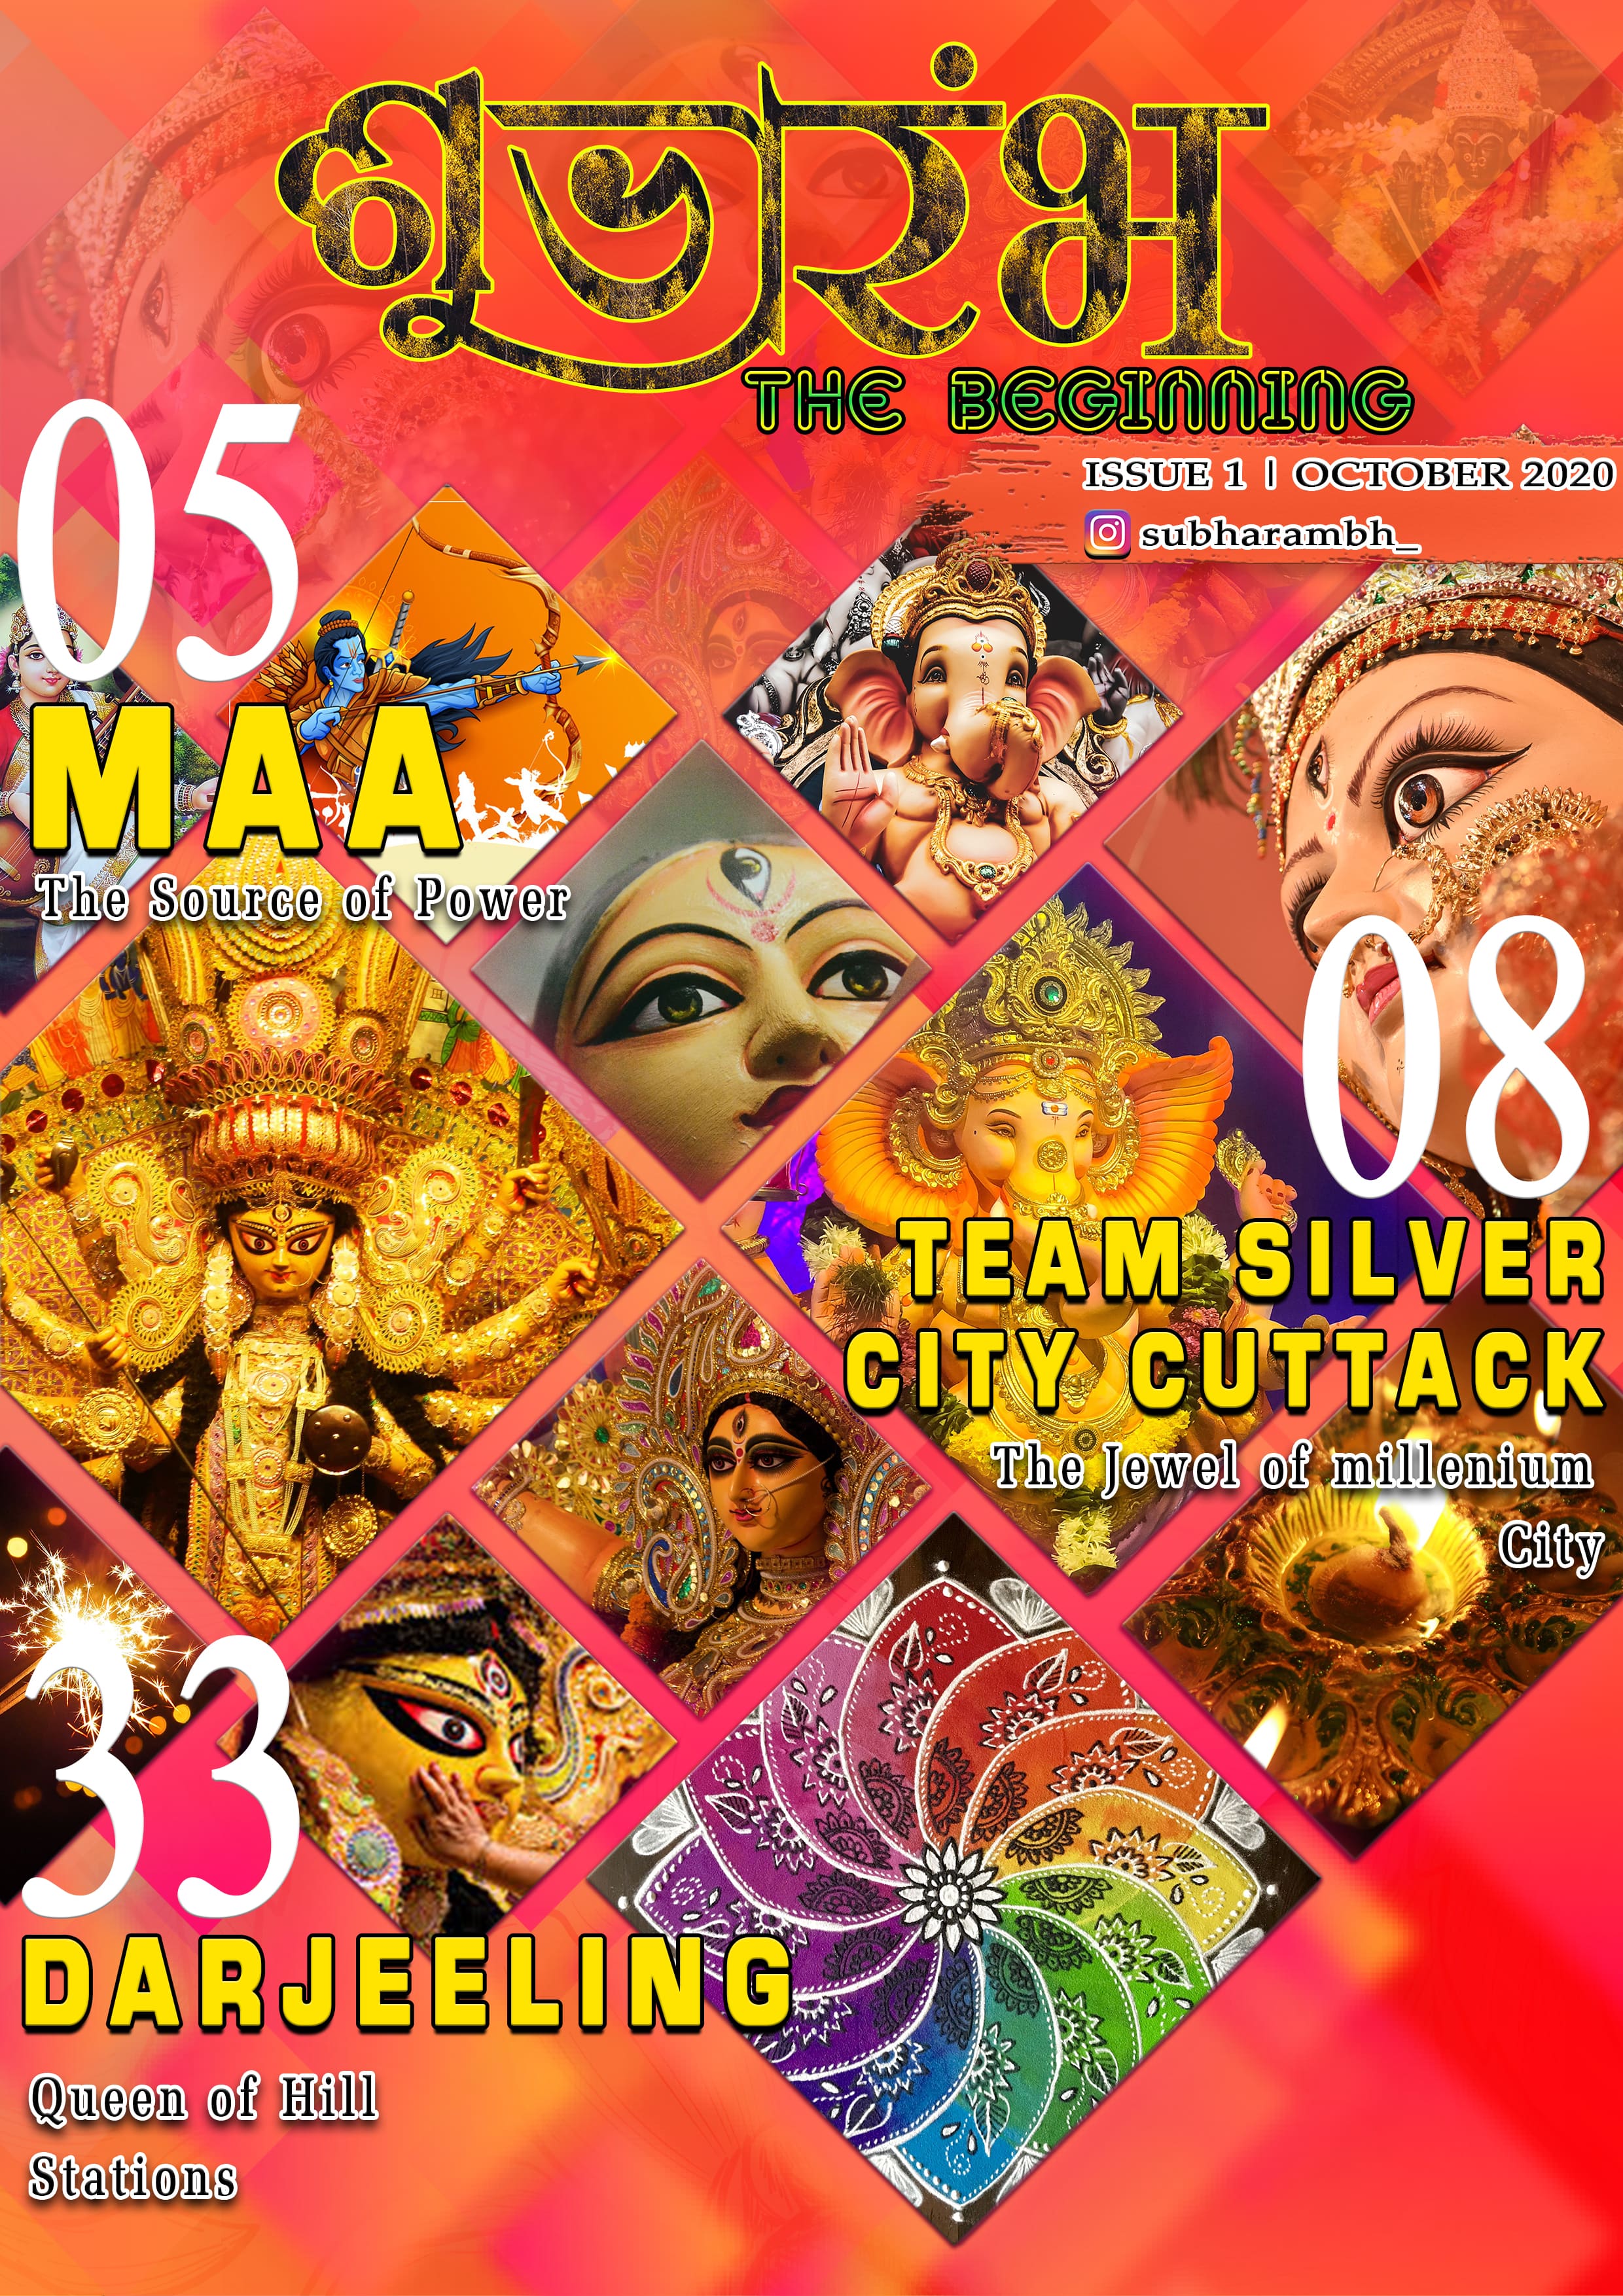 ଶୁভাरंभ
THE BEGINNING
ISSUE 1 | OCTOBER 2020
subharambh_
05
MAA
The Source of Power
08
TEAM SILVER
CITY CUTTACK
The Jewel of millenium
City
33
DARJEELING
Queen of Hill
Stations